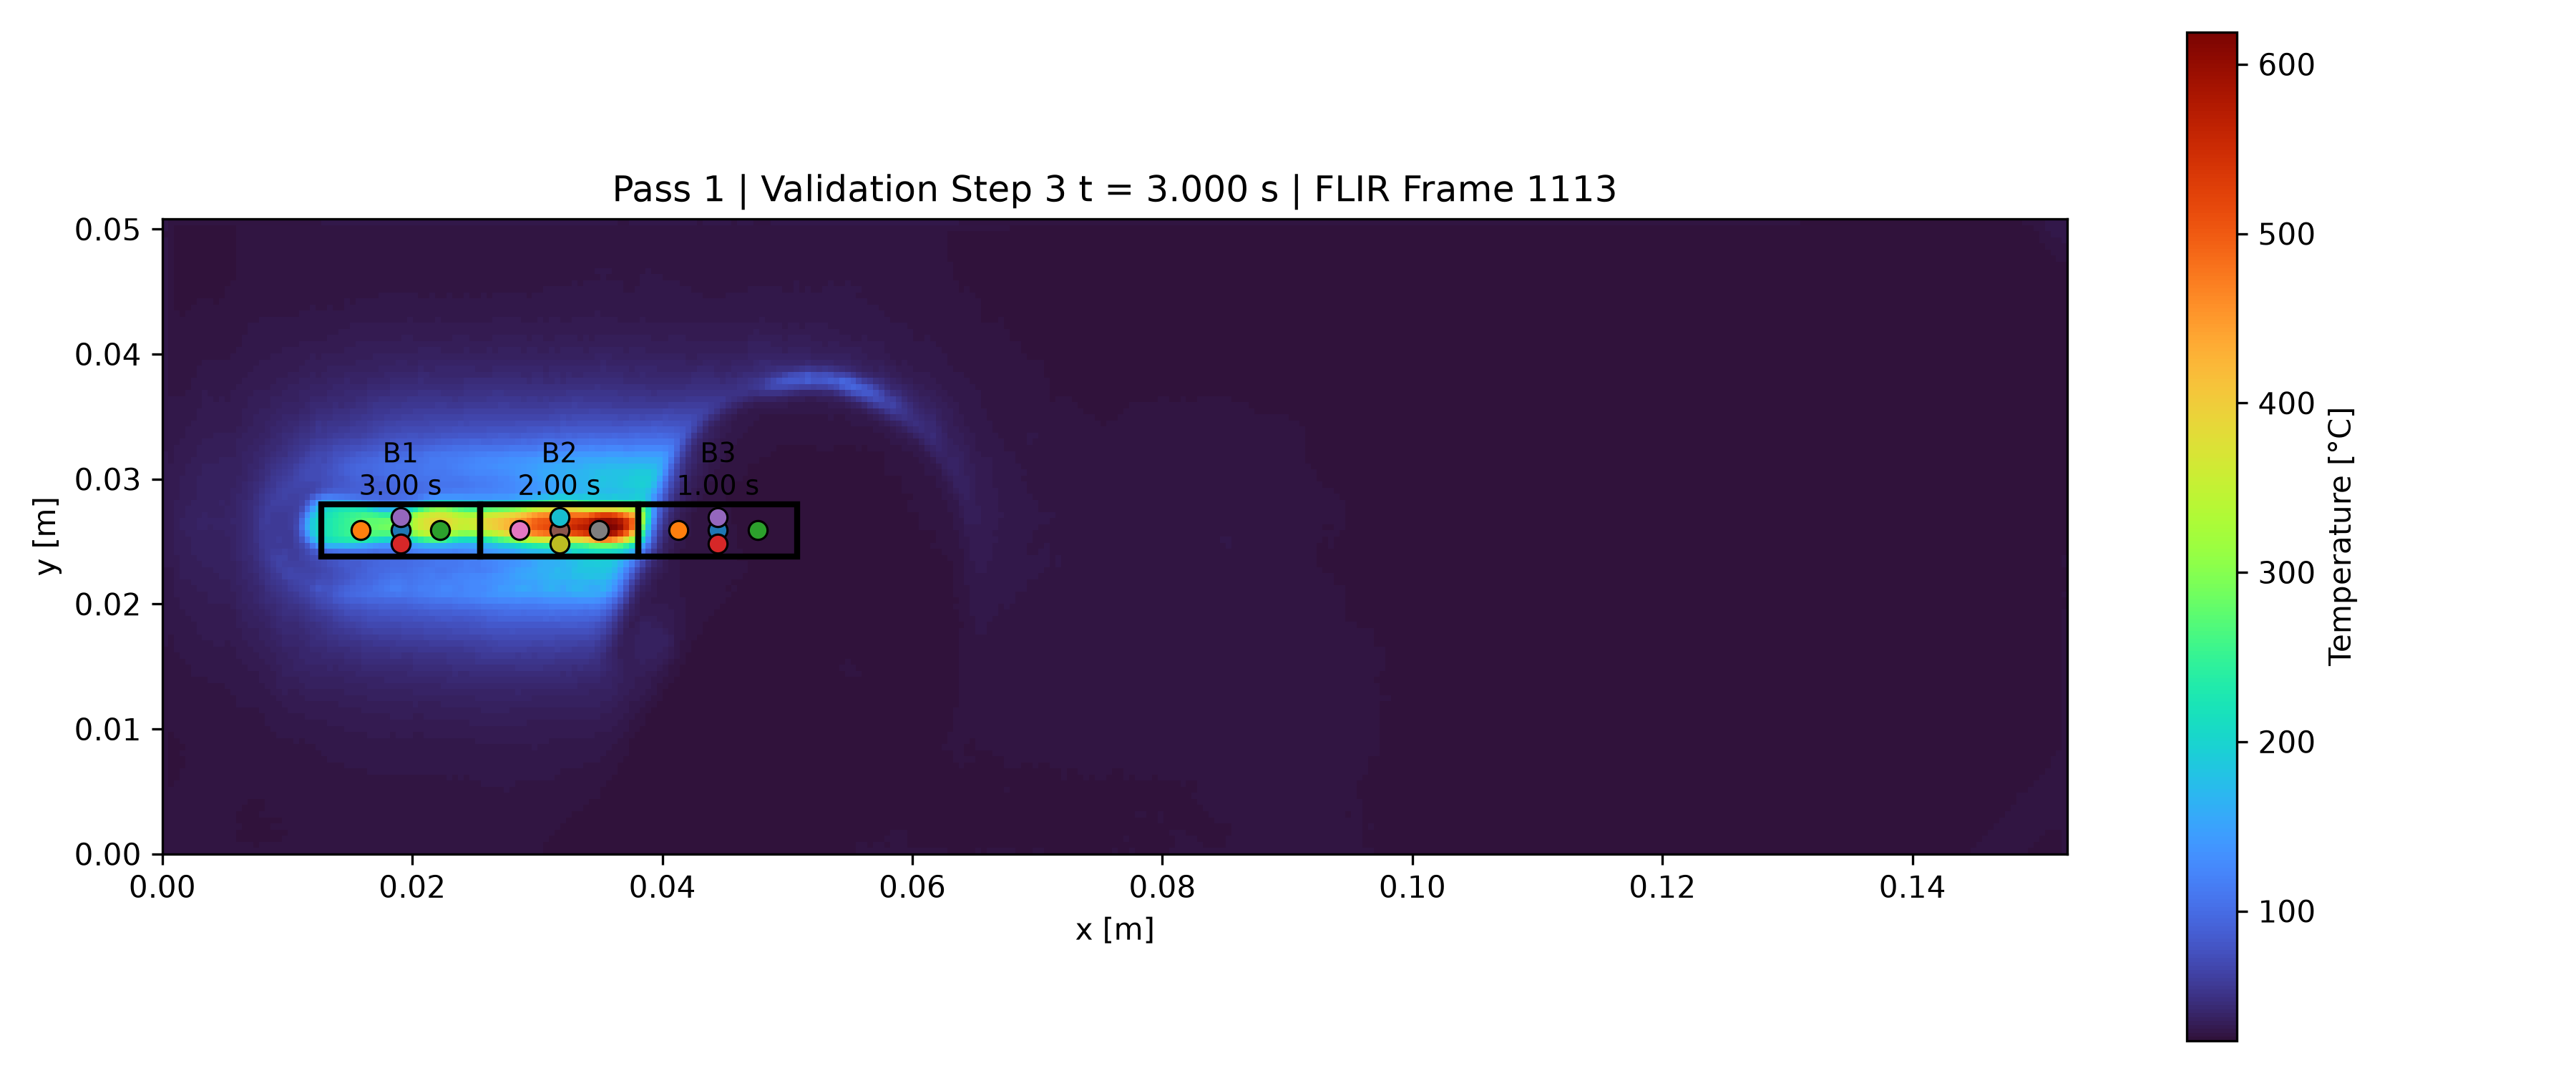 Pass 1 | Validation Step 3 t = 3.000 s | FLIR Frame 1113
0.05
0.04
0.03
0.02
0.01
0.00
y [m]
B1
3.00 s
B2
2.00 s
B3
1.00 s
0.00
0.02
0.04
0.06
0.08
0.10
0.12
0.14
x [m]
600
500
400
300
200
100
Temperature [°C]